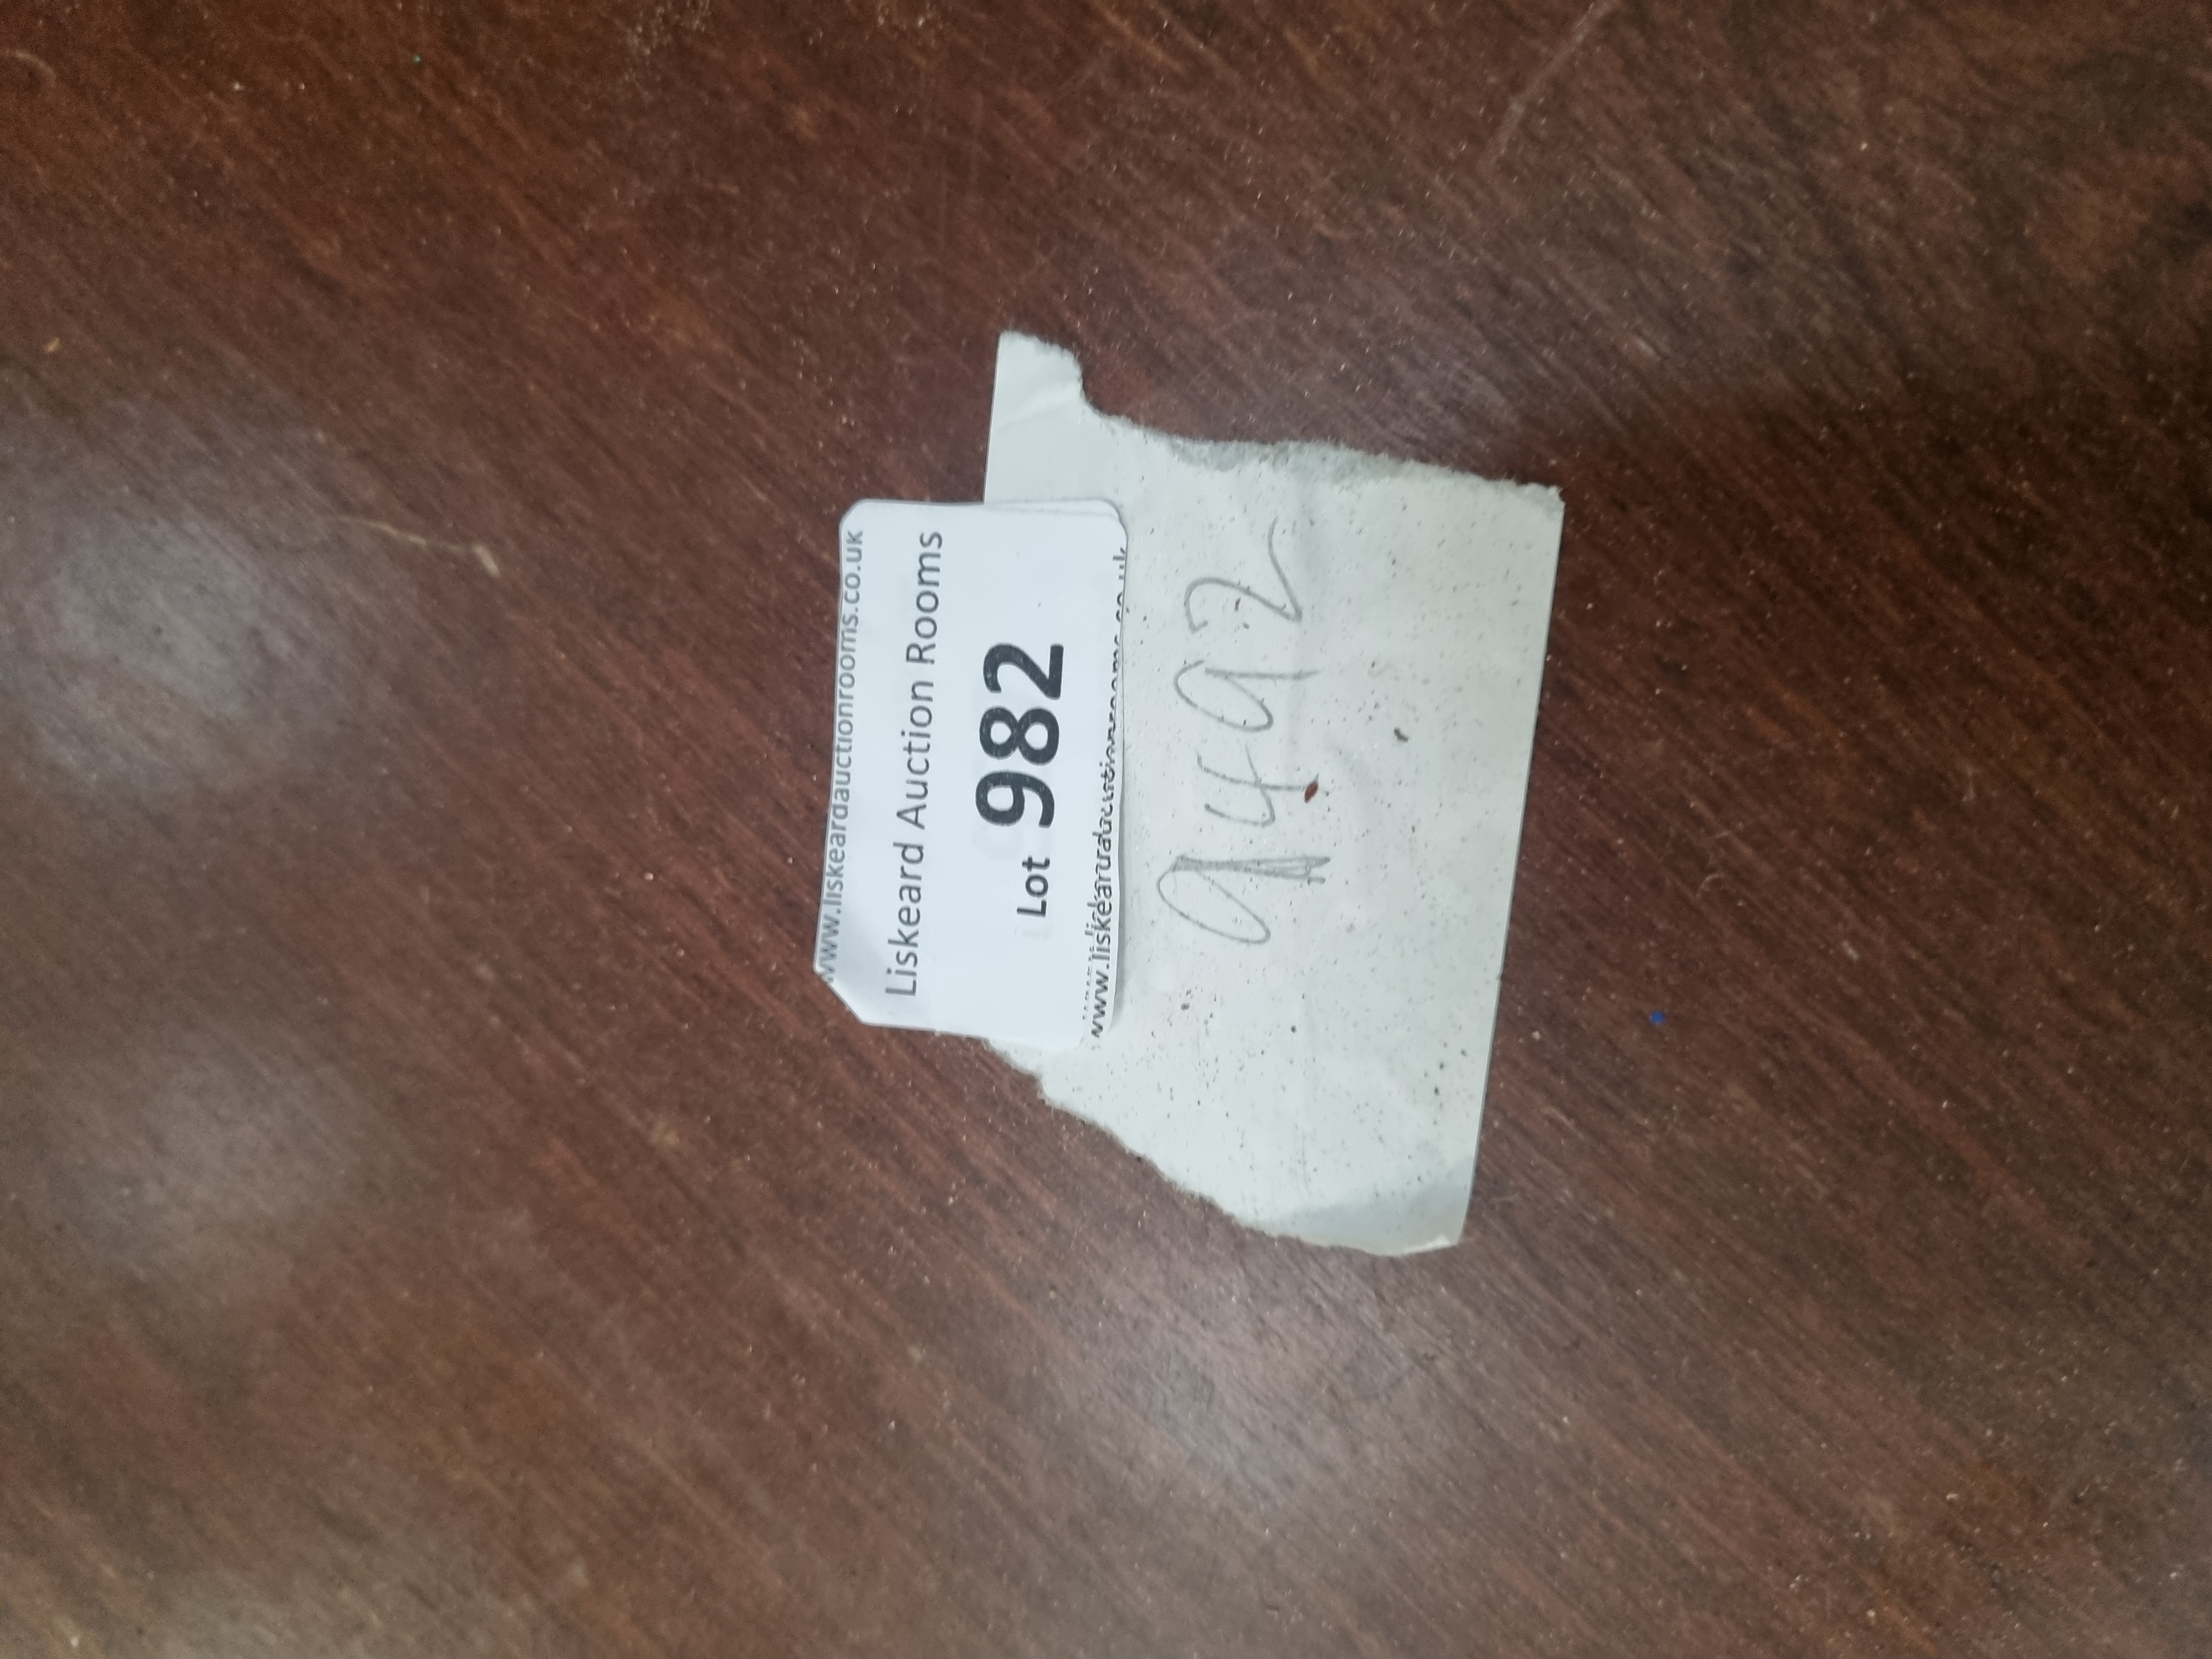 www.liskeardauctionrooms.co.uk
Liskeard Auction Rooms
Lot 982
www.liskeardauctionrooms.co.uk
9492